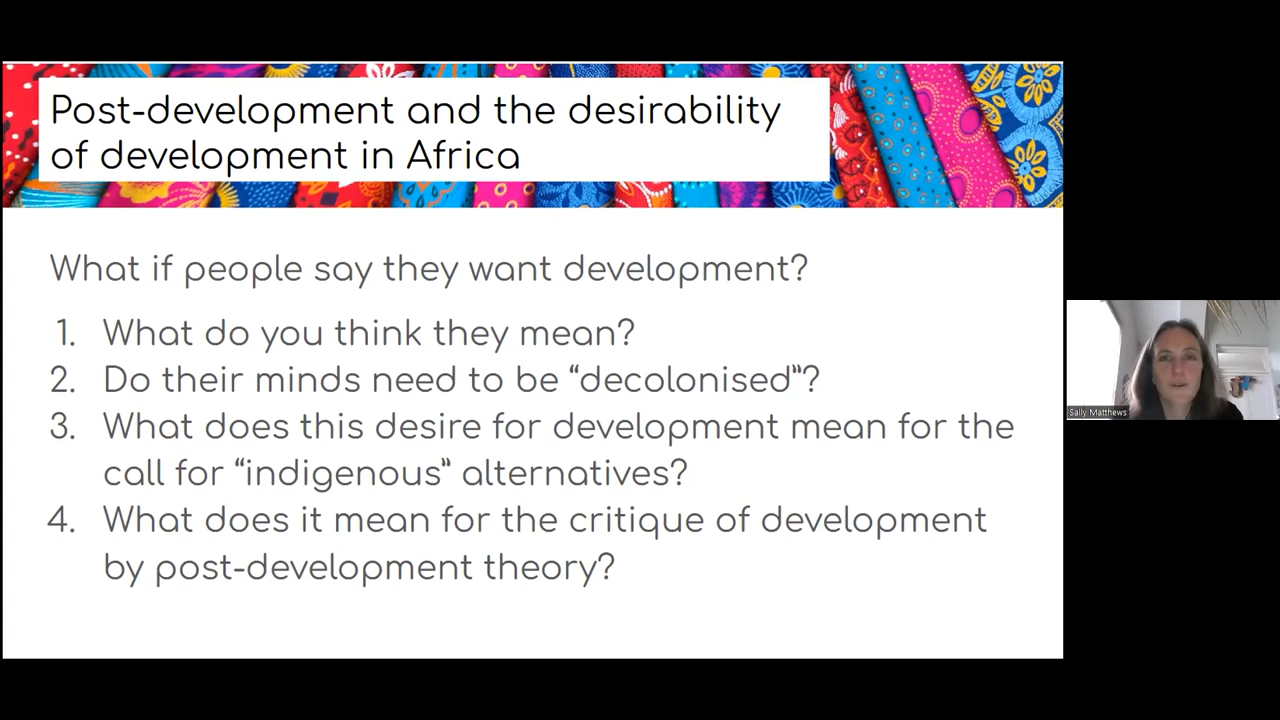 Post-development and the desirability
of development in Africa
What if people say they want development?
1. What do you think they mean?
2. Do their minds need to be “decolonised”?
3. What does this desire for development mean for the
call for “indigenous” alternatives?
4. What does it mean for the critique of development
by post-development theory?
Sally Matthews